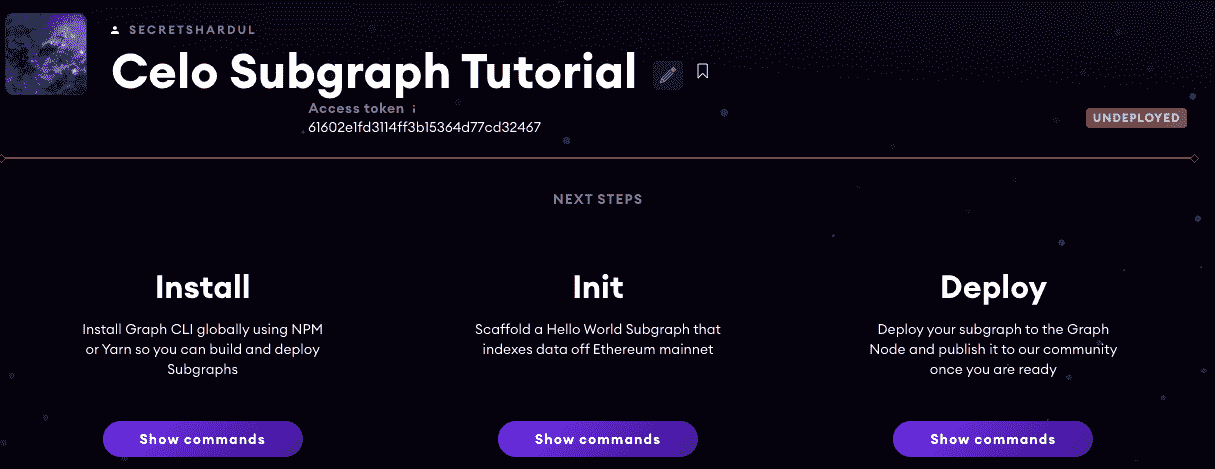 SECRETSHARDUL
Celo Subgraph Tutorial
Access token i
61602e1fd3114ff3b15364d77cd32467
UNDEPLOYED
NEXT STEPS
Install
Install Graph CLI globally using NPM
or Yarn so you can build and deploy
Subgraphs
Show commands
Init
Scaffold a Hello World Subgraph that
indexes data off Ethereum mainnet
Show commands
Deploy
Deploy your subgraph to the Graph
Node and publish it to our community
once you are ready
Show commands